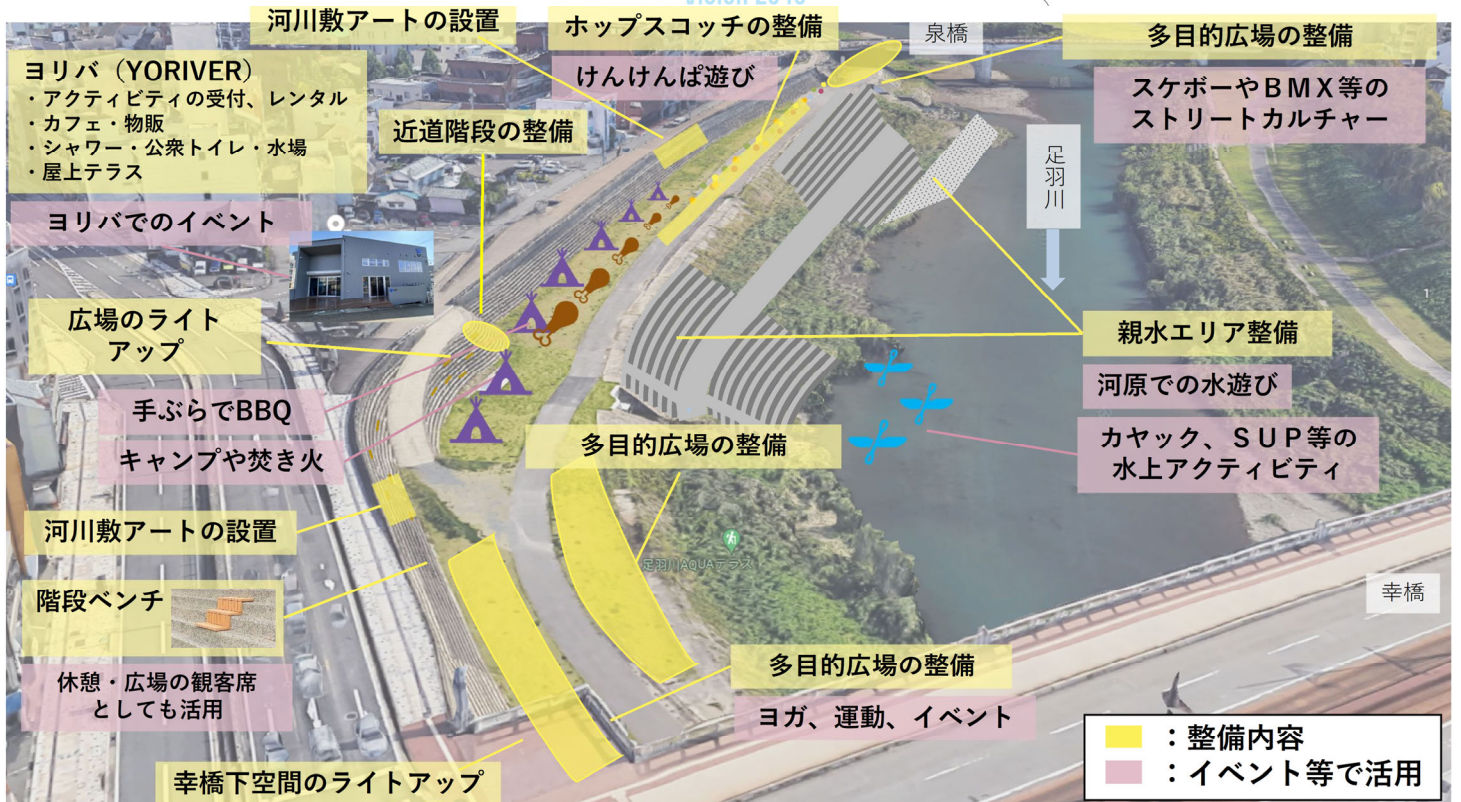 河川敷アートの設置
ホップスコッチの整備
けんけんぱ遊び
泉橋
多目的広場の整備
スケボーやBMX等の
ストリートカルチャー
ヨリバ（YORIVER）
・アクティビティの受付、レンタル
・カフェ・物販
・シャワー・公衆トイレ・水場
・屋上テラス
近道階段の整備
足羽川
ヨリバでのイベント
広場のライト
アップ
親水エリア整備
手ぶらでBBQ
河原での水遊び
キャンプや焚き火
多目的広場の整備
カヤック、ＳＵＰ等の
水上アクティビティ
河川敷アートの設置
足羽川AQUAテラス
階段ベンチ
幸橋
休憩・広場の観客席
としても活用
多目的広場の整備
ヨガ、運動、イベント
幸橋下空間のライトアップ
：整備内容
：イベント等で活用